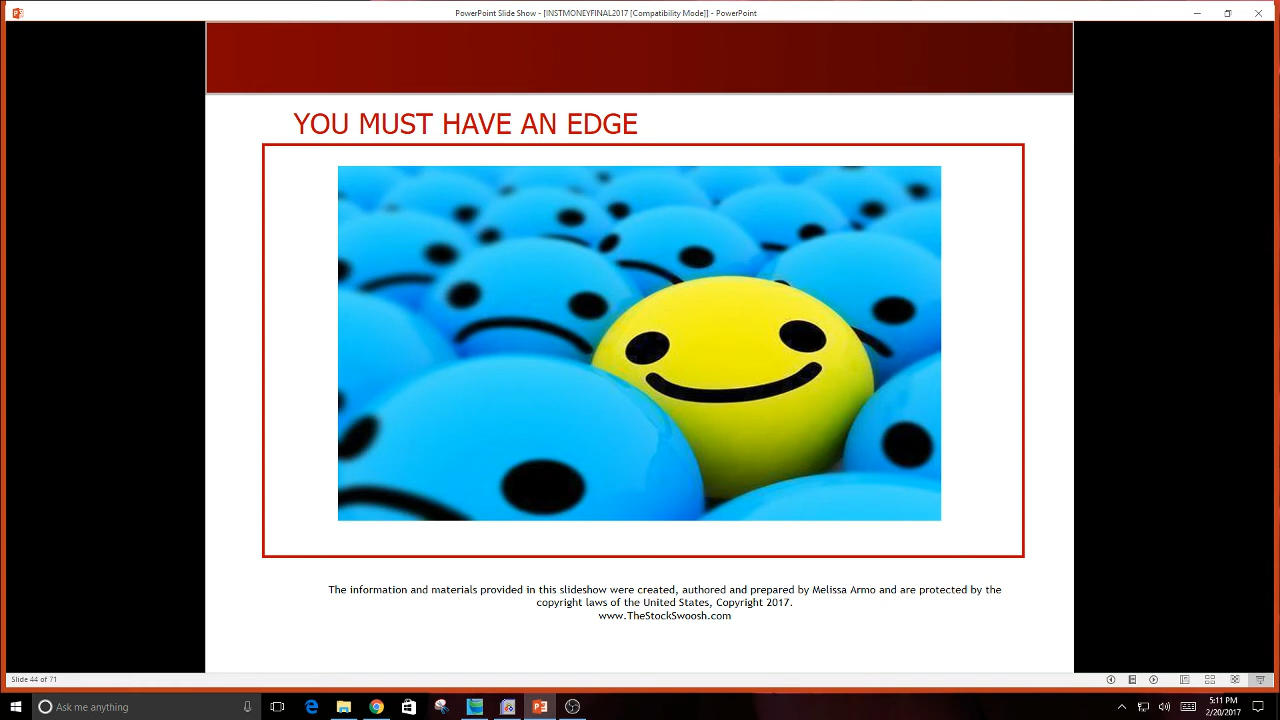 PowerPoint Slide Show - [INSTMONEYFINAL2017 [Compatibility Mode]] - PowerPoint
YOU MUST HAVE AN EDGE
The information and materials provided in this slideshow were created, authored and prepared by Melissa Armo and are protected by the
copyright laws of the United States, Copyright 2017.
www.TheStockSwoosh.com
Slide 44 of 71
Ask me anything
5:11 PM
2/20/2017